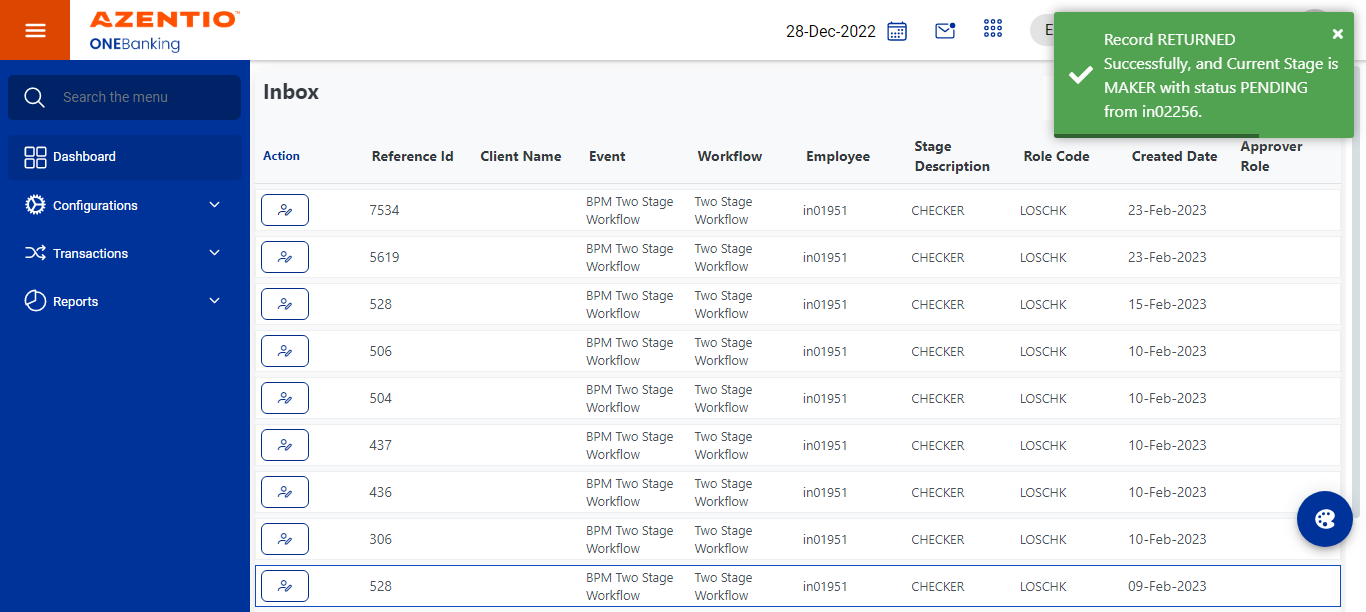 AZENTIO™
ONEBanking
28-Dec-2022
E
Record RETURNED
Successfully, and Current Stage is
MAKER with status PENDING
from in02256.
Search the menu
Dashboard
Configurations
Transactions
Reports
Inbox
Action Reference Id Client Name Event Workflow Employee Stage Description Role Code Created Date Approver Role
7534 BPM Two Stage Workflow Two Stage Workflow in01951 CHECKER LOSCHK 23-Feb-2023
5619 BPM Two Stage Workflow Two Stage Workflow in01951 CHECKER LOSCHK 23-Feb-2023
528 BPM Two Stage Workflow Two Stage Workflow in01951 CHECKER LOSCHK 15-Feb-2023
506 BPM Two Stage Workflow Two Stage Workflow in01951 CHECKER LOSCHK 10-Feb-2023
504 BPM Two Stage Workflow Two Stage Workflow in01951 CHECKER LOSCHK 10-Feb-2023
437 BPM Two Stage Workflow Two Stage Workflow in01951 CHECKER LOSCHK 10-Feb-2023
436 BPM Two Stage Workflow Two Stage Workflow in01951 CHECKER LOSCHK 10-Feb-2023
306 BPM Two Stage Workflow Two Stage Workflow in01951 CHECKER LOSCHK 10-Feb-2023
528 BPM Two Stage Workflow Two Stage Workflow in01951 CHECKER LOSCHK 09-Feb-2023